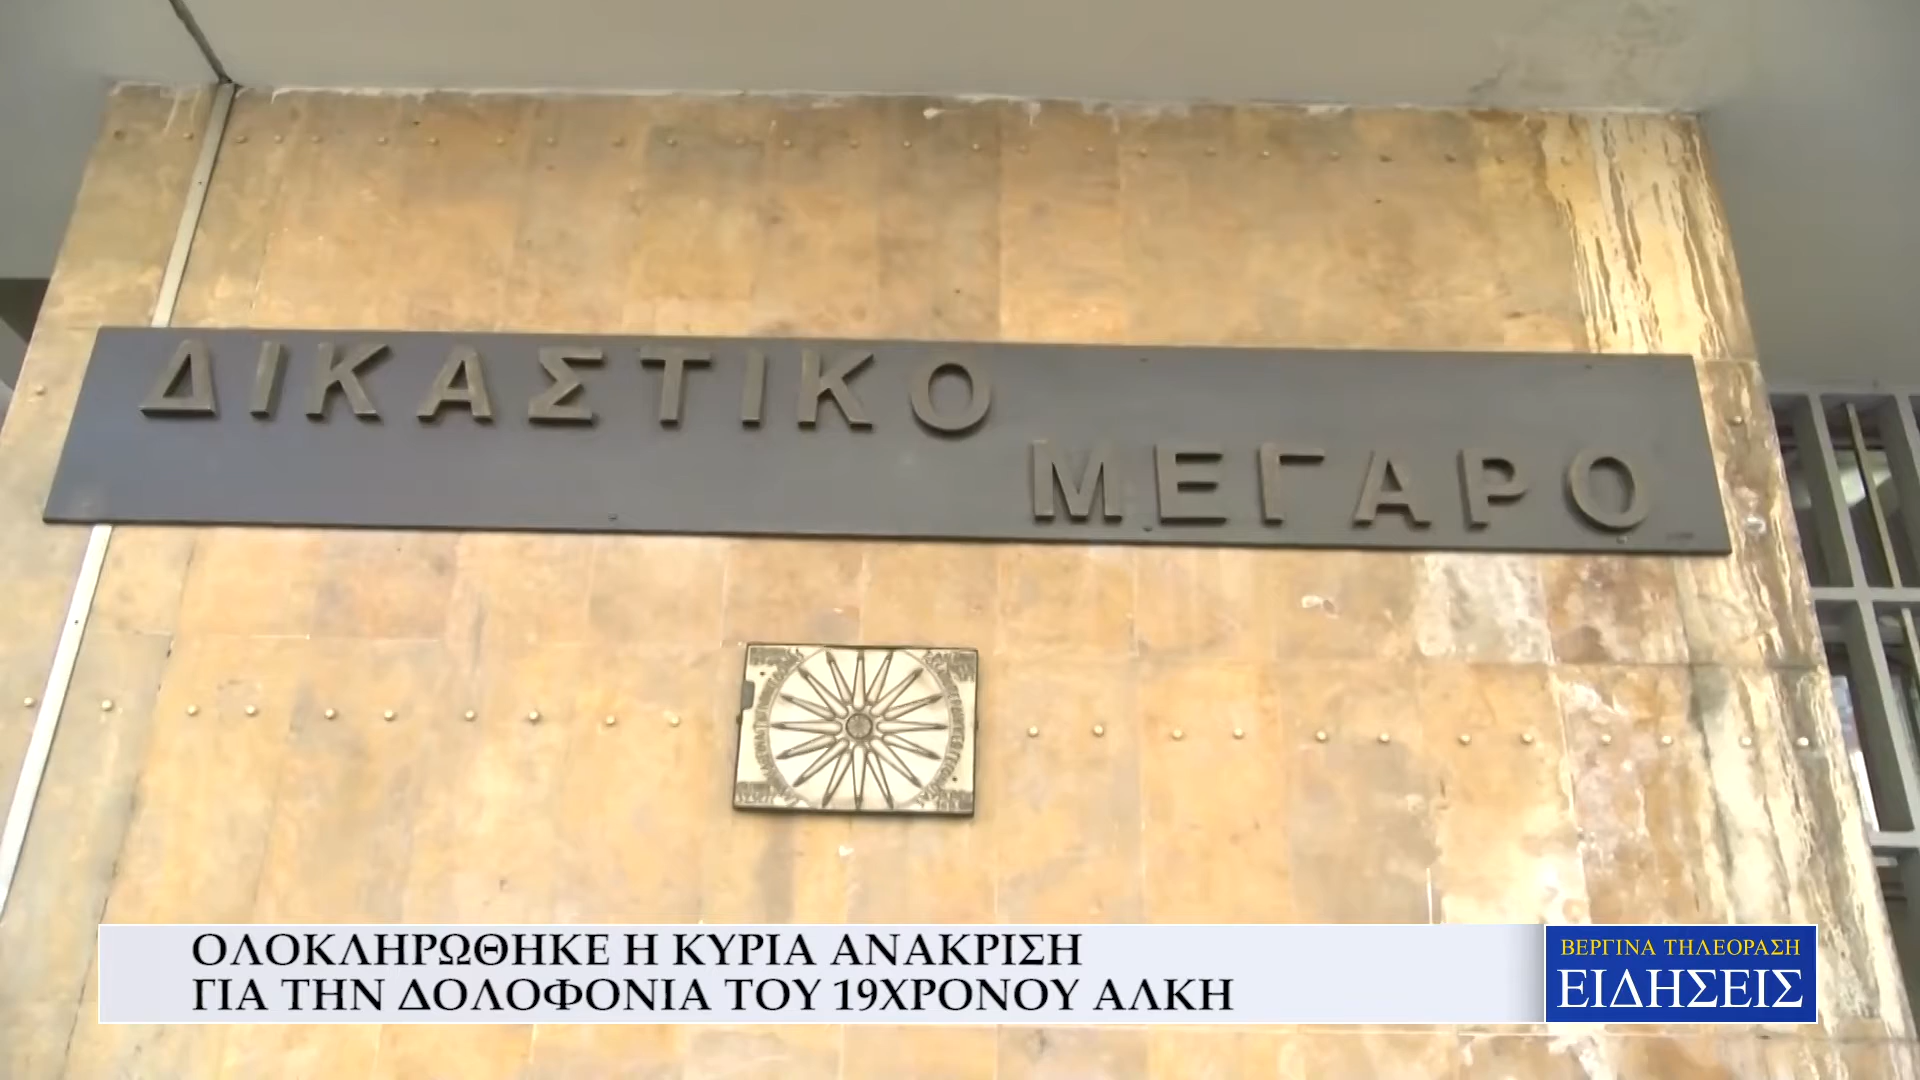 ΔΙΚΑΣΤΙΚΟ
ΜΕΓΑΡΟ
ΟΛΟΚΛΗΡΩΘΗΚΕ Η ΚΥΡΙΑ ΑΝΑΚΡΙΣΗ
ΓΙΑ ΤΗΝ ΔΟΛΟΦΟΝΙΑ ΤΟΥ 19ΧΡΟΝΟΥ ΑΛΚΗ
ΒΕΡΓΙΝΑ ΤΗΛΕΟΡΑΣΗ
ΕΙΔΗΣΕΙΣ